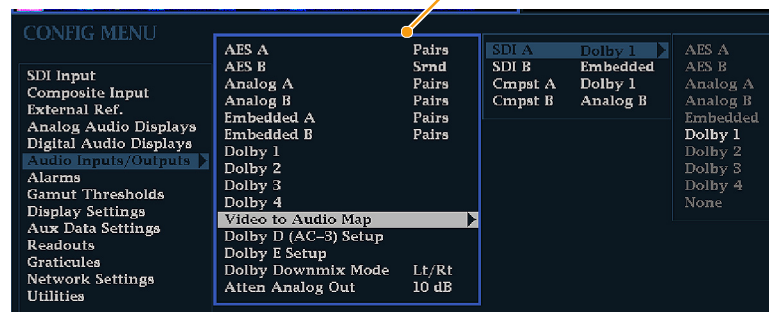 CONFIG MENU
SDI Input
Composite Input
External Ref.
Analog Audio Displays
Digital Audio Displays
Audio Inputs/Outputs
Alarms
Gamut Thresholds
Display Settings
Aux Data Settings
Readouts
Graticules
Network Settings
Utilities
AES A Pairs
AES B Srnd
Analog A Pairs
Analog B Pairs
Embedded A Pairs
Embedded B Pairs
Dolby 1
Dolby 2
Dolby 3
Dolby 4
Video to Audio Map
Dolby D (AC-3) Setup
Dolby E Setup
Dolby Downmix Mode Lt/Rt
Atten Analog Out 10 dB
SDI A Dolby 1
SDI B Embedded
Cmpst A Dolby 1
Cmpst B Analog B
AES A
AES B
Analog A
Analog B
Embedded
Dolby 1
Dolby 2
Dolby 3
Dolby 4
None